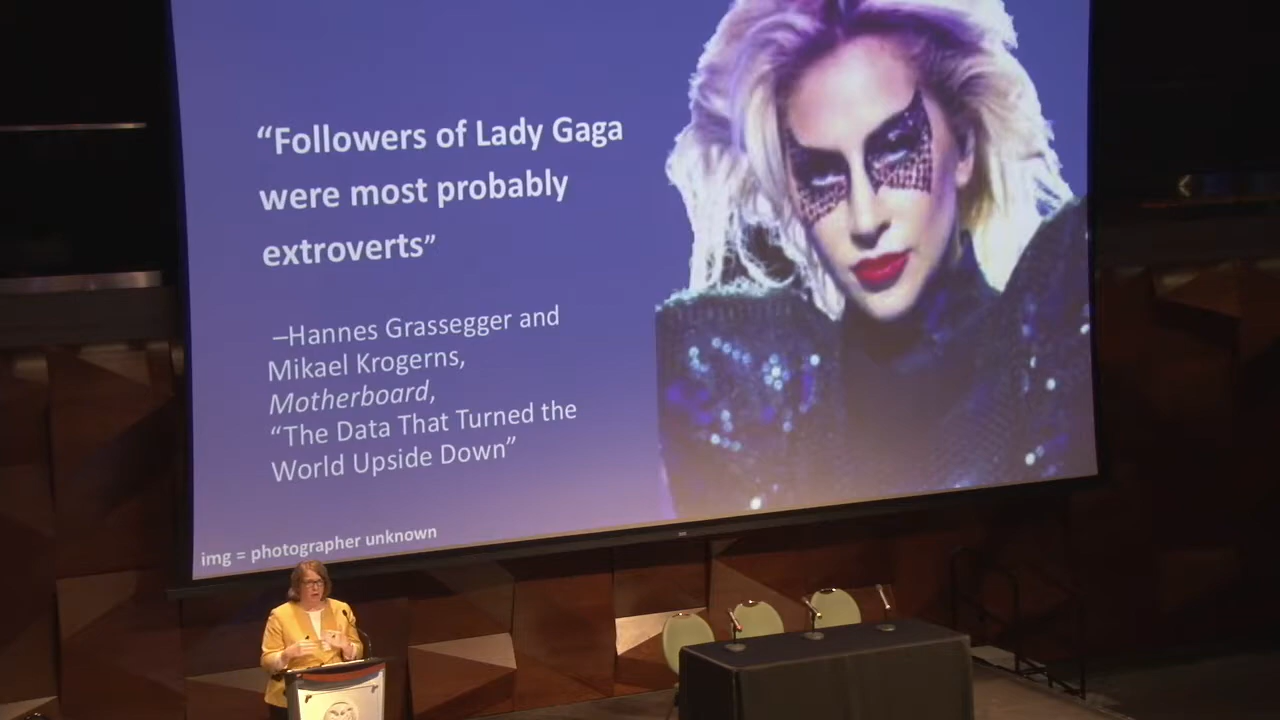 “Followers of Lady Gaga
were most probably
extroverts”
–Hannes Grassegger and
Mikael Krogerns,
Motherboard,
“The Data That Turned the
World Upside Down”
img = photographer unknown